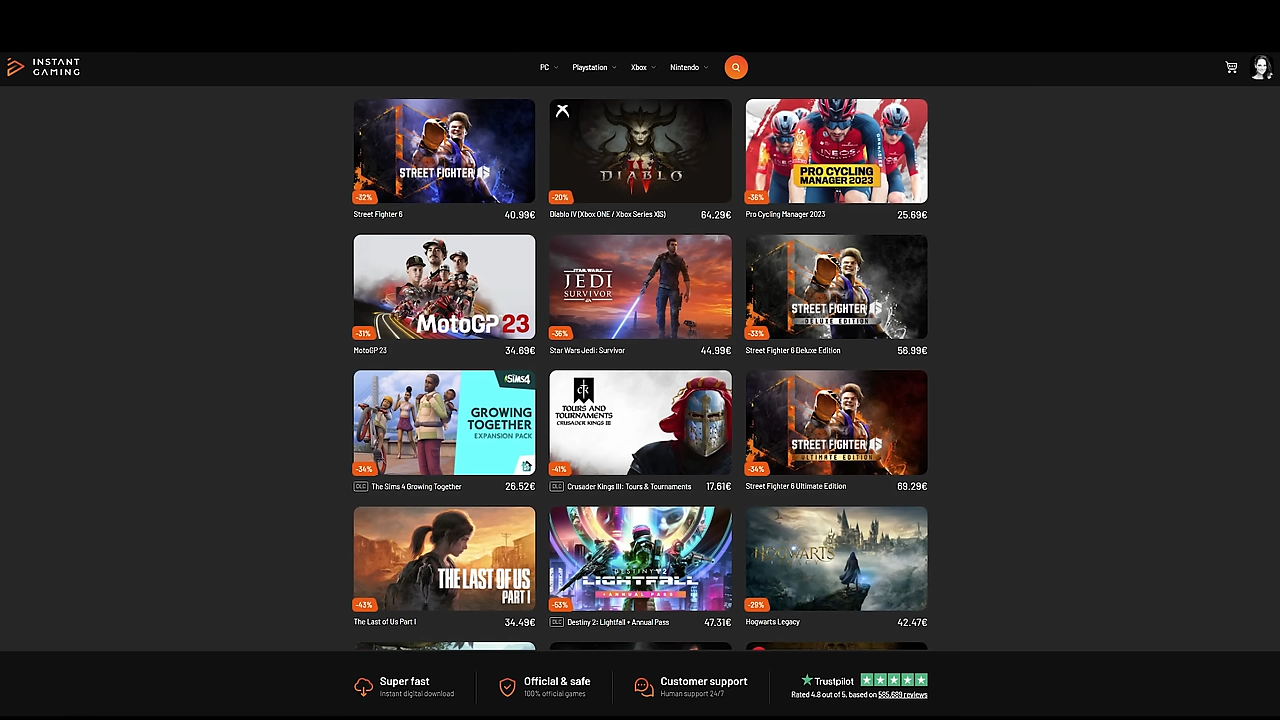 INSTANT
GAMING
PC
Playstation
Xbox
Nintendo
STREET FIGHTER 6
-32%
Street Fighter 6
40.99€
DIABLO
IV
-20%
Diablo IV (Xbox ONE / Xbox Series X|S)
64.29€
INEOS
PRO CYCLING
MANAGER 2023
-36%
Pro Cycling Manager 2023
25.69€
MotoGP 23
-31%
MotoGP 23
34.69€
STAR WARS
JEDI
SURVIVOR
EA
-36%
Star Wars Jedi: Survivor
44.99€
STREET FIGHTER 6
DELUXE EDITION
-33%
Street Fighter 6 Deluxe Edition
56.99€
SIMS4
GROWING
TOGETHER
EXPANSION PACK
-34%
DLC
The Sims 4 Growing Together
26.52€
TOURS AND
TOURNAMENTS
CRUSADER KINGS III
-41%
DLC
Crusader Kings III: Tours & Tournaments
17.61€
STREET FIGHTER 6
ULTIMATE EDITION
-34%
Street Fighter 6 Ultimate Edition
69.29€
THE LAST OF US
PART I
-43%
The Last of Us Part I
34.49€
DESTINY 2
LIGHTFALL
+ ANNUAL PASS
-53%
DLC
Destiny 2: Lightfall + Annual Pass
47.31€
HOGWARTS
-29%
Hogwarts Legacy
42.47€
Super fast
Instant digital download
Official & safe
100% official games
Customer support
Human support 24/7
Trustpilot
Rated 4.8 out of 5, based on 585,689 reviews